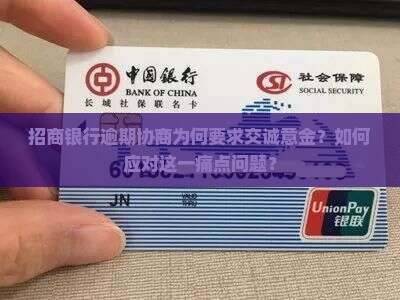 中国银行
BANK OF CHINA
长城社保联名卡
社会保障
SOCIAL SECURITY
招商银行逾期协商为何要求交诚意金？如何
应对这一痛点问题？
JN
UnionPay
银联